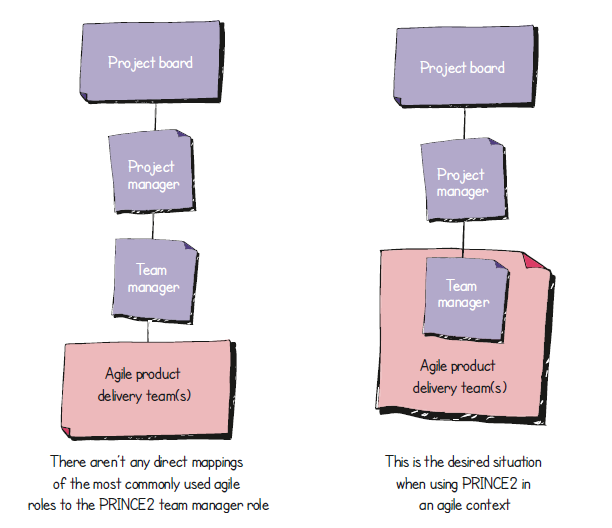 Project board
Project
manager
Team
manager
Agile product
delivery team(s)
There aren't any direct mappings
of the most commonly used agile
roles to the PRINCE2 team manager role
Project board
Project
manager
Team
manager
Agile product
delivery team(s)
This is the desired situation
when using PRINCE2 in
an agile context